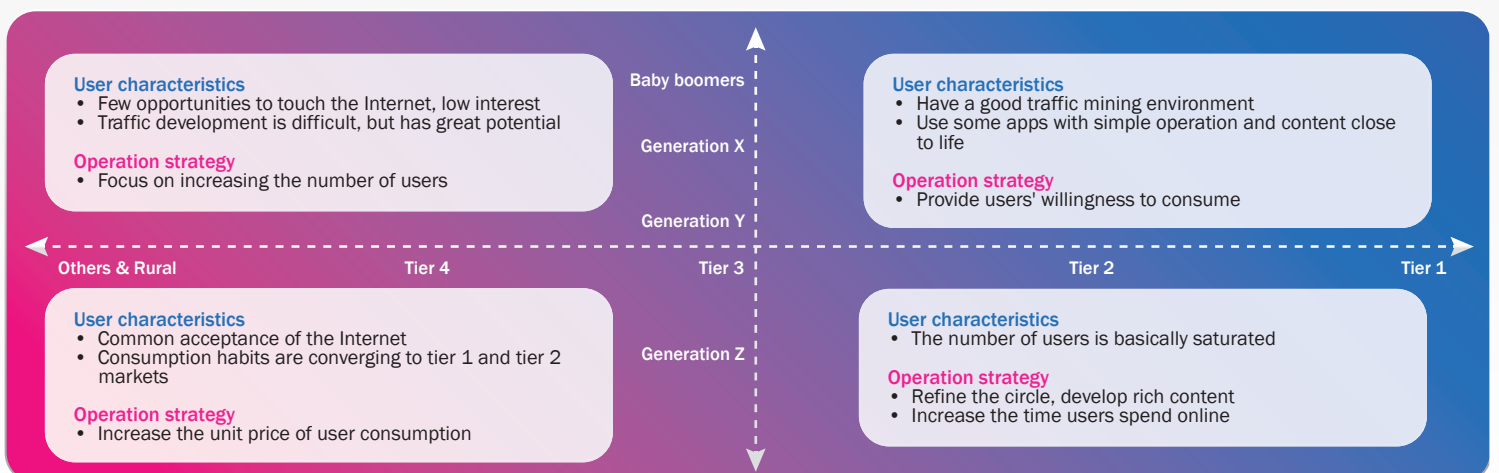 User characteristics
• Few opportunities to touch the Internet, low interest
• Traffic development is difficult, but has great potential
Operation strategy
• Focus on increasing the number of users
Baby boomers
Generation X
Generation Y
User characteristics
• Have a good traffic mining environment
• Use some apps with simple operation and content close
to life
Operation strategy
• Provide users' willingness to consume
Others & Rural
Tier 4
Tier 3
Tier 2
Tier 1
User characteristics
• Common acceptance of the Internet
• Consumption habits are converging to tier 1 and tier 2
markets
Operation strategy
• Increase the unit price of user consumption
Generation Z
User characteristics
• The number of users is basically saturated
Operation strategy
• Refine the circle, develop rich content
• Increase the time users spend online